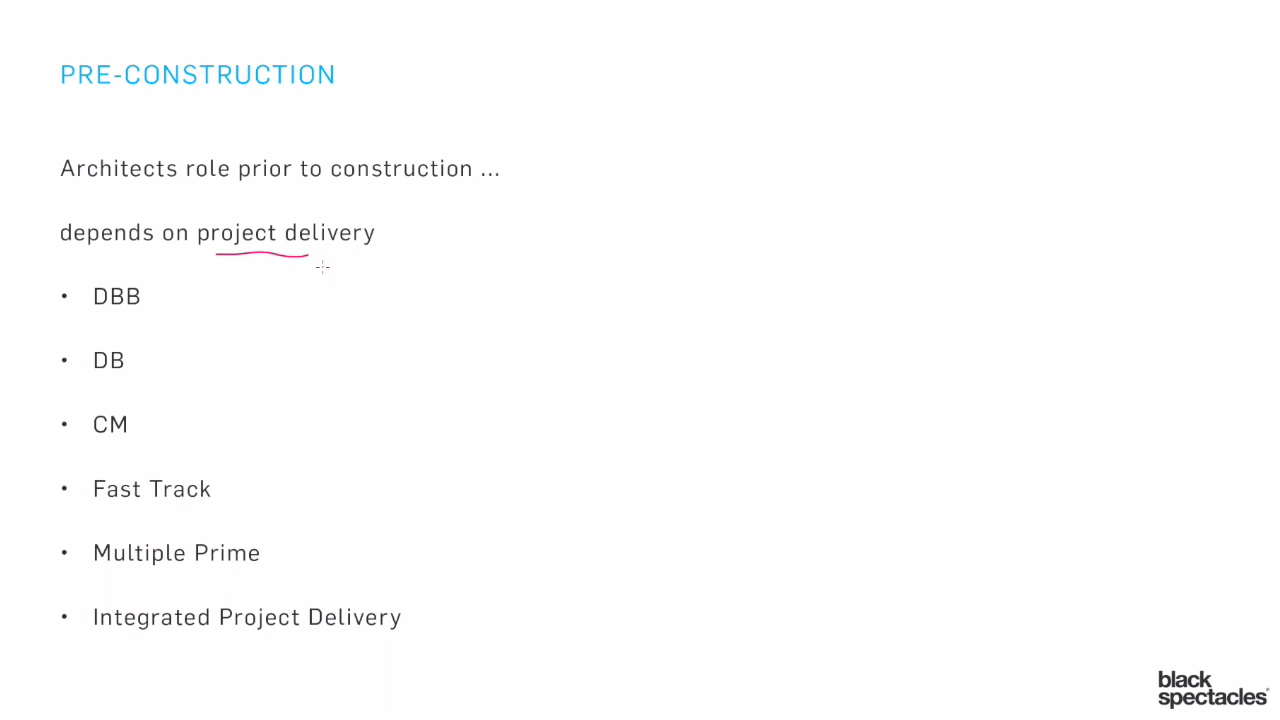 PRE-CONSTRUCTION
Architects role prior to construction ...
depends on project delivery
• DBB
• DB
• CM
• Fast Track
• Multiple Prime
• Integrated Project Delivery
black
spectacles®